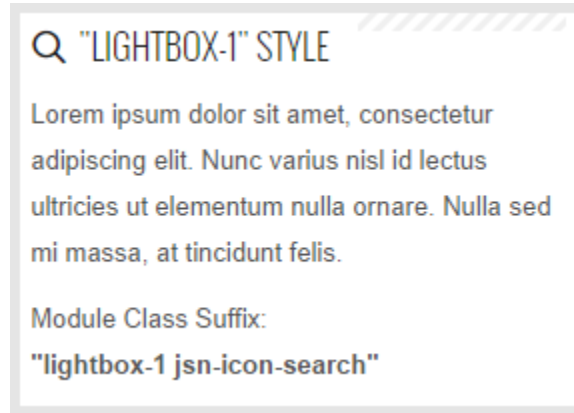 "LIGHTBOX-1" STYLE
Lorem ipsum dolor sit amet, consectetur
adipiscing elit. Nunc varius nisl id lectus
ultricies ut elementum nulla ornare. Nulla sed
mi massa, at tincidunt felis.
Module Class Suffix:
"lightbox-1 jsn-icon-search"